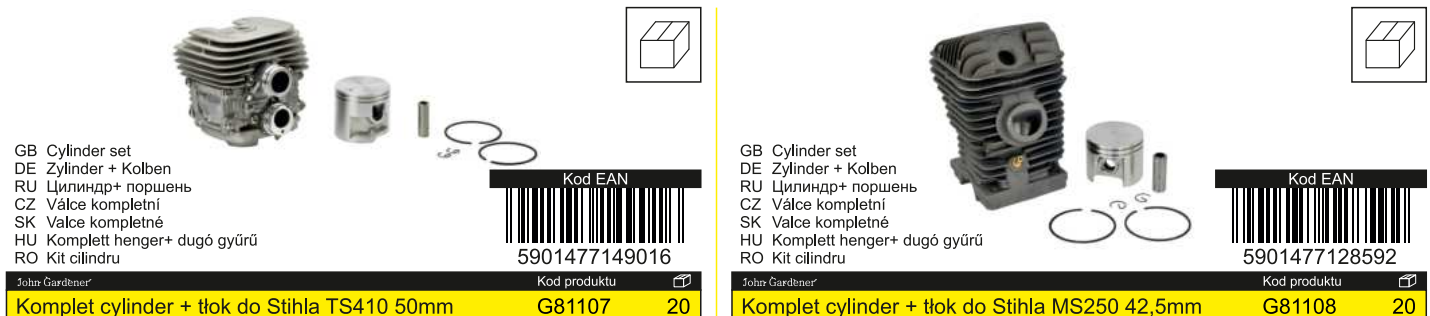 GB Cylinder set
DE Zylinder + Kolben
RU Цилиндр+ поршень
CZ Válce kompletní
SK Valce kompletné
HU Komplett henger+ dugó gyűrű
RO Kit cilindru
Kod EAN
5901477149016
John Gardener Kod produktu
Komplet cylinder + tłok do Stihla TS410 50mm G81107 20
GB Cylinder set
DE Zylinder + Kolben
RU Цилиндр+ поршень
CZ Válce kompletní
SK Valce kompletné
HU Komplett henger+ dugó gyűrű
RO Kit cilindru
Kod EAN
5901477128592
John Gardener Kod produktu
Komplet cylinder + tłok do Stihla MS250 42,5mm G81108 20